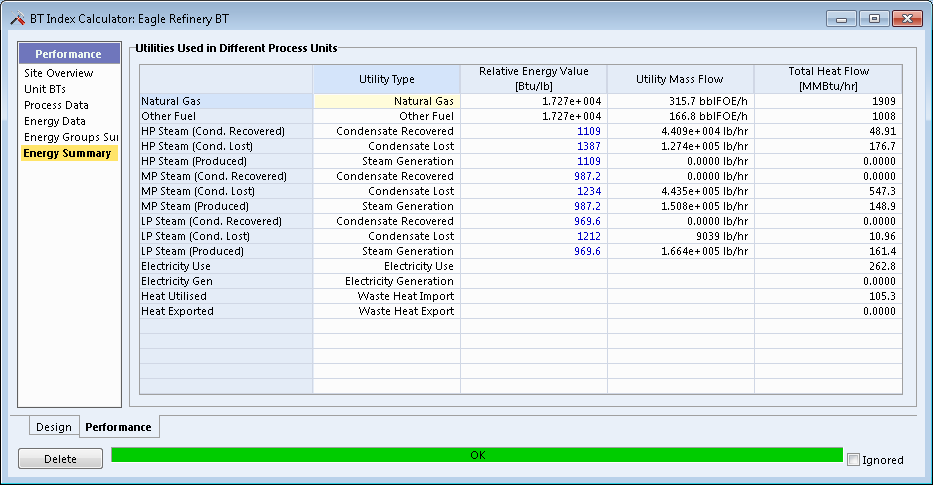 BT Index Calculator: Eagle Refinery BT
Performance
Site Overview
Unit BTs
Process Data
Energy Data
Energy Groups Su
Energy Summary
Utilities Used in Different Process Units
Utility Type Relative Energy Value [Btu/lb] Utility Mass Flow Total Heat Flow [MMBtu/hr]
Natural Gas Natural Gas 1.727e+004 315.7 bblFOE/h 1909
Other Fuel Other Fuel 1.727e+004 166.8 bblFOE/h 1008
HP Steam (Cond. Recovered) Condensate Recovered 1109 4.409e+004 lb/hr 48.91
HP Steam (Cond. Lost) Condensate Lost 1387 1.274e+005 lb/hr 176.7
HP Steam (Produced) Steam Generation 1109 0.0000 lb/hr 0.0000
MP Steam (Cond. Recovered) Condensate Recovered 987.2 0.0000 lb/hr 0.0000
MP Steam (Cond. Lost) Condensate Lost 1234 4.435e+005 lb/hr 547.3
MP Steam (Produced) Steam Generation 987.2 1.508e+005 lb/hr 148.9
LP Steam (Cond. Recovered) Condensate Recovered 969.6 0.0000 lb/hr 0.0000
LP Steam (Cond. Lost) Condensate Lost 1212 9039 lb/hr 10.96
LP Steam (Produced) Steam Generation 969.6 1.664e+005 lb/hr 161.4
Electricity Use Electricity Use 262.8
Electricity Gen Electricity Generation 0.0000
Heat Utilised Waste Heat Import 105.3
Heat Exported Waste Heat Export 0.0000
Design Performance
Delete OK Ignored